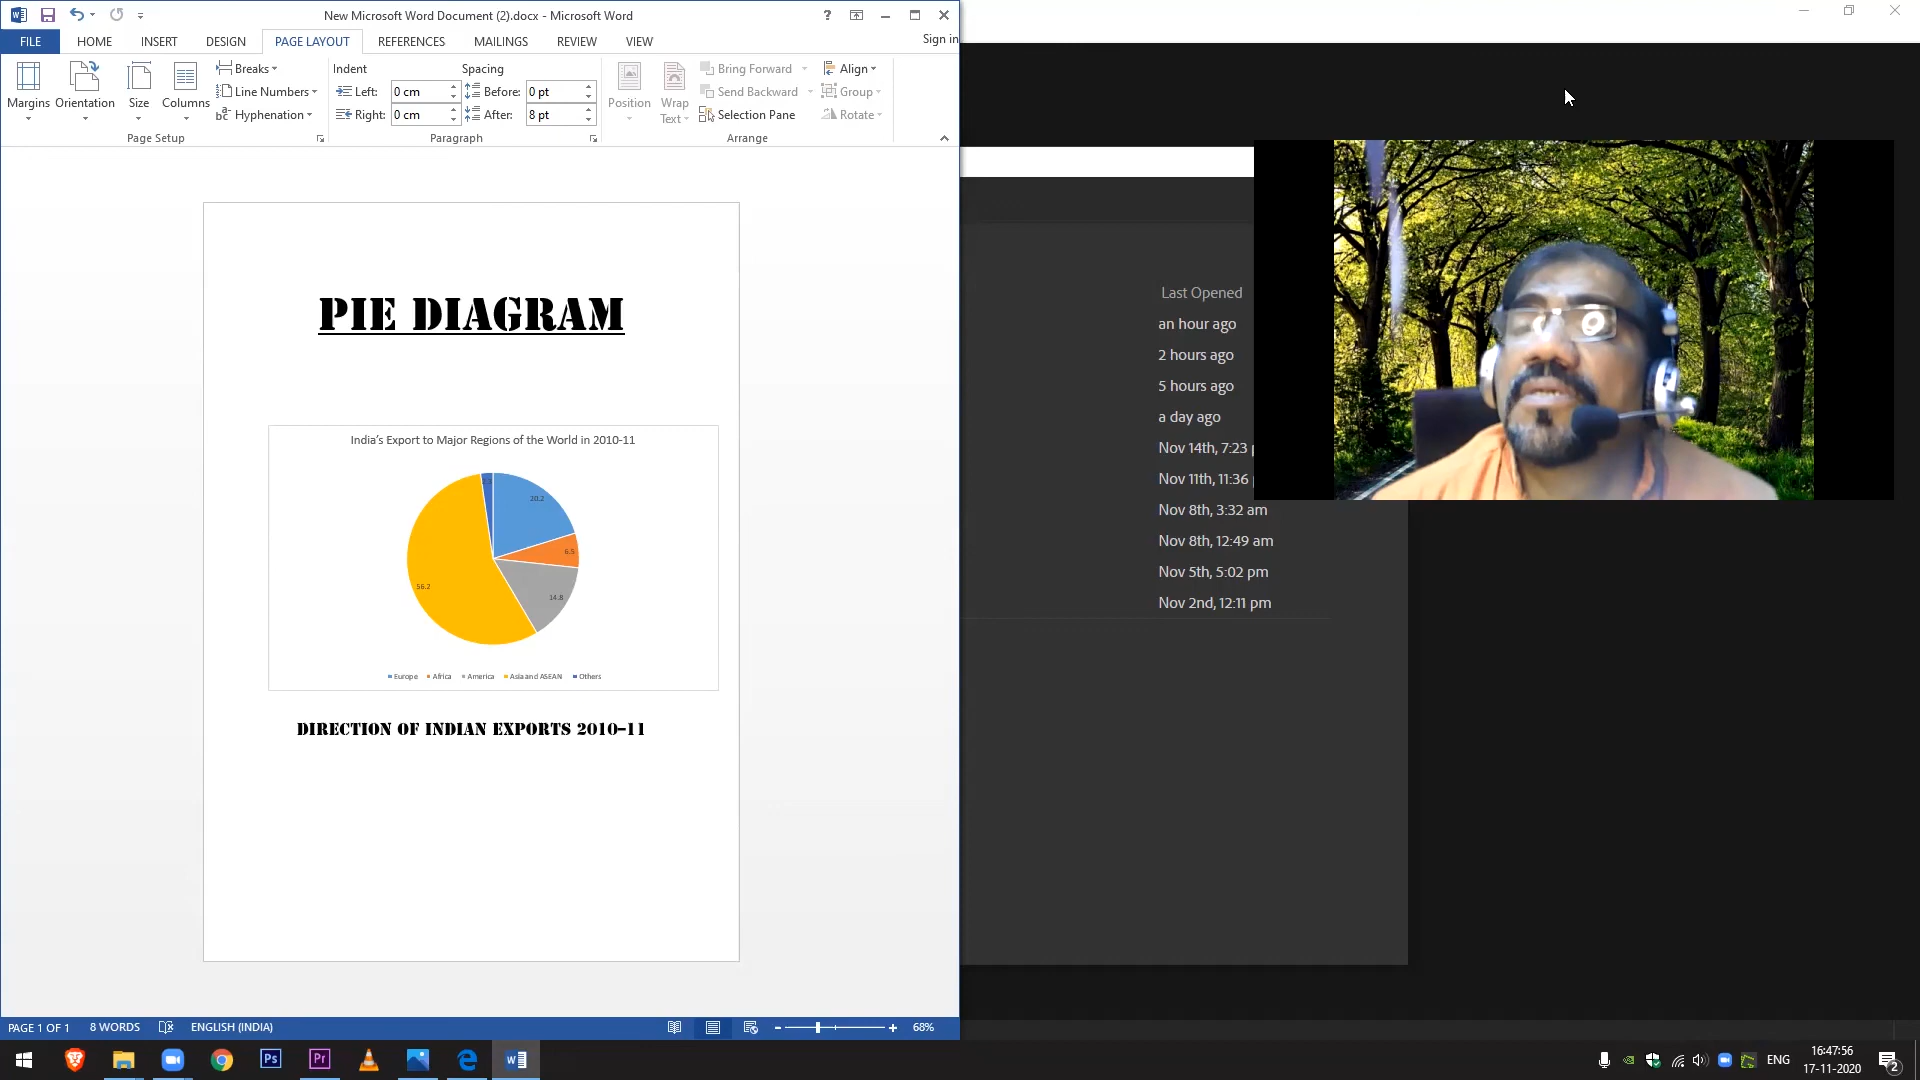 New Microsoft Word Document (2).docx - Microsoft Word
?
FILE HOME INSERT DESIGN PAGE LAYOUT REFERENCES MAILINGS REVIEW VIEW Sign in
Margins
Orientation
Size
Columns
Breaks
Line Numbers
Hyphenation
Page Setup
Indent
Left: 0 cm
Right: 0 cm
Spacing
Before: 0 pt
After: 8 pt
Paragraph
Position
Wrap
Text
Bring Forward
Send Backward
Selection Pane
Align
Group
Rotate
Arrange
PIE DIAGRAM
India's Export to Major Regions of the World in 2010-11
20.2
6.5
14.8
56.2
Europe Africa America Asia and ASEAN Others
DIRECTION OF INDIAN EXPORTS 2010-11
Last Opened
an hour ago
2 hours ago
5 hours ago
a day ago
Nov 14th, 7:23
Nov 11th, 11:36
Nov 8th, 3:32 am
Nov 8th, 12:49 am
Nov 5th, 5:02 pm
Nov 2nd, 12:11 pm
PAGE 1 OF 1 8 WORDS ENGLISH (INDIA) 68%
Ps Pr
ENG
16:47:56
17-11-2020
2